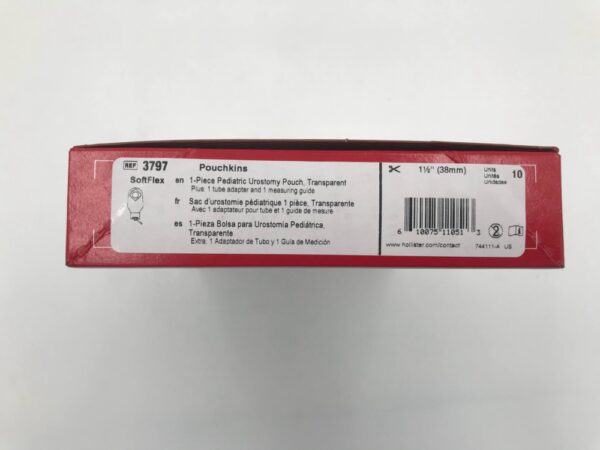 REF 3797
SoftFlex
Pouchkins
en 1-Piece Pediatric Urostomy Pouch, Transparent
Plus: 1 tube adapter and 1 measuring guide
fr Sac d'urostomie pédiatrique 1 pièce, Transparente
Avec 1 adaptateur pour tube et 1 guide de mesure
es 1-Pieza Bolsa para Urostomía Pediátrica,
Transparente
Extra: 1 Adaptador de Tubo y 1 Guía de Medición
1½" (38mm)
Units
Unités
Unidades
10
6 10075 11051 3
2
www.hollister.com/contact
744111-A US